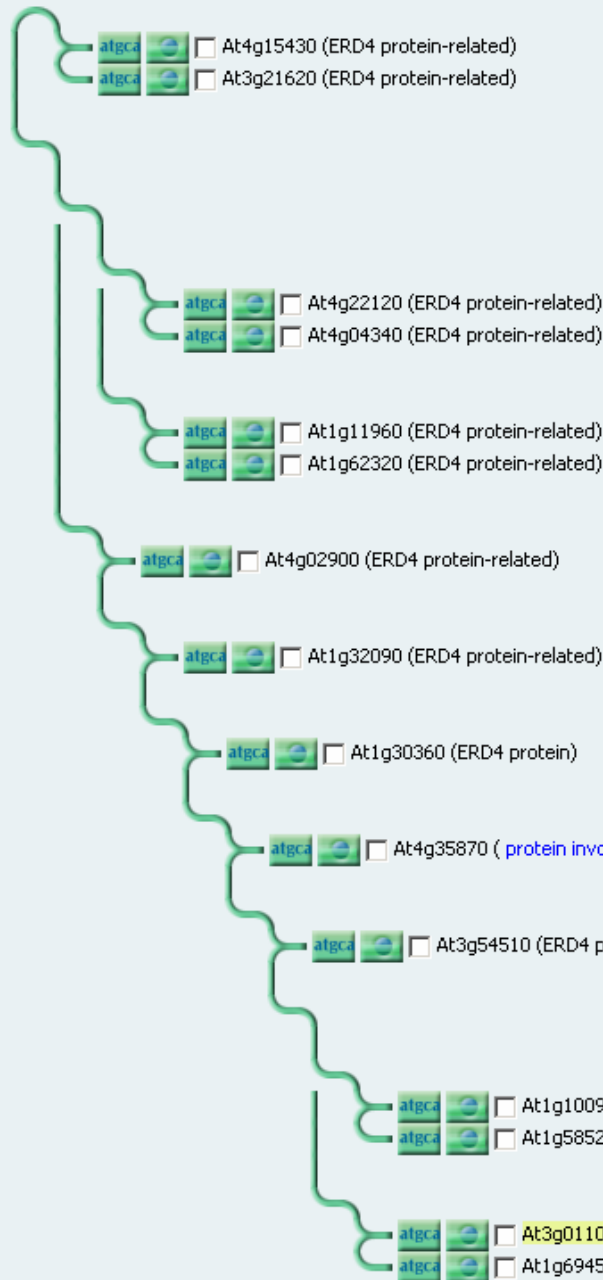 atgca At4g15430 (ERD4 protein-related)
atgca At3g21620 (ERD4 protein-related)
atgca At4g22120 (ERD4 protein-related)
atgca At4g04340 (ERD4 protein-related)
atgca At1g11960 (ERD4 protein-related)
atgca At1g62320 (ERD4 protein-related)
atgca At4g02900 (ERD4 protein-related)
atgca At1g32090 (ERD4 protein-related)
atgca At1g30360 (ERD4 protein)
atgca At4g35870 ( protein invo
atgca At3g54510 (ERD4 p
atgca At1g1009
atgca At1g5852
atgca At3g0110
atgca At1g6945